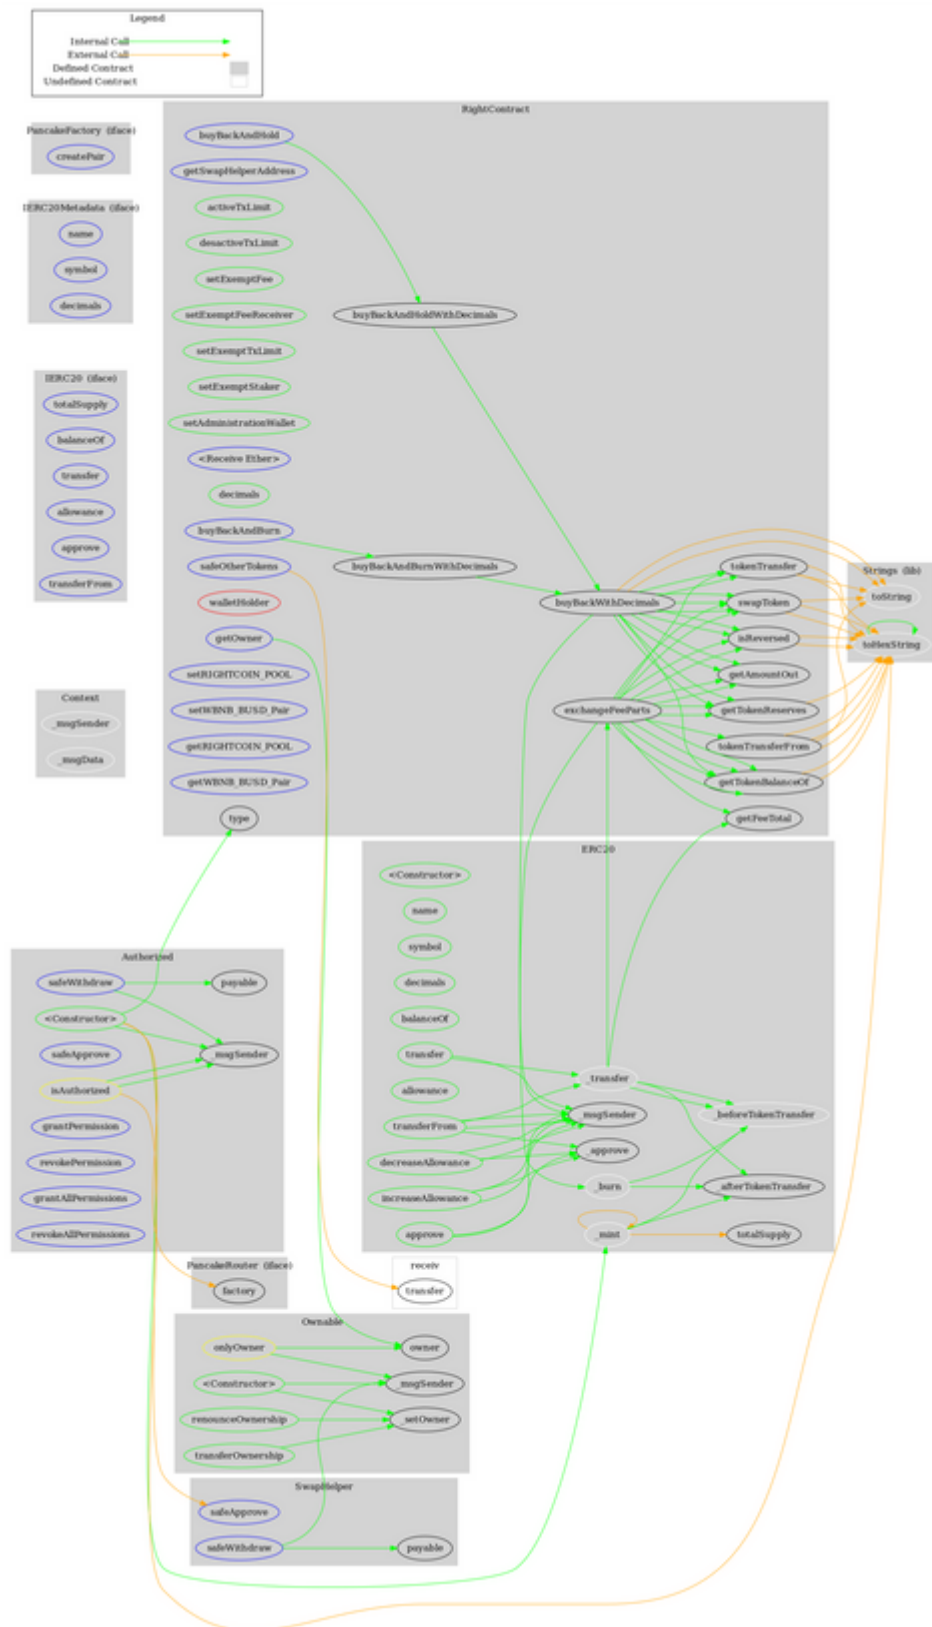 Legend
Internal Call
External Call
Defined Contract
Undefined Contract
PancakeFactory (iface)
createPair
IERC20Metadata (iface)
name
symbol
decimals
IERC20 (iface)
totalSupply
balanceOf
transfer
allowance
approve
transferFrom
Context
_msgSender
_msgData
RightContract
buyBackAndHold
getSwapHelperAddress
activeTxLimit
desactiveTxLimit
setExemptFee
setExemptFeeReceiver
setExemptTxLimit
setExemptStaker
setAdministrationWallet
<Receive Ether>
decimals
buyBackAndBurn
safeOtherTokens
walletHolder
getOwner
setRIGHTCOIN_POOL
setWBNB_BUSD_Pair
getRIGHTCOIN_POOL
getWBNB_BUSD_Pair
type
buyBackAndHoldWithDecimals
buyBackAndBurnWithDecimals
buyBackWithDecimals
exchangeFeeParts
tokenTransfer
swapToken
isReversed
getAmountOut
getTokenReserves
tokenTransferFrom
getTokenBalanceOf
getFeeTotal
Strings (lib)
toString
toHexString
ERC20
<Constructor>
name
symbol
decimals
balanceOf
transfer
allowance
transferFrom
decreaseAllowance
increaseAllowance
approve
_transfer
_msgSender
_approve
_burn
_mint
_beforeTokenTransfer
_afterTokenTransfer
totalSupply
Authorized
safeWithdraw
<Constructor>
safeApprove
isAuthorized
grantPermission
revokePermission
grantAllPermissions
revokeAllPermissions
payable
_msgSender
PancakeRouter (iface)
factory
receiv
transfer
Ownable
onlyOwner
<Constructor>
renounceOwnership
transferOwnership
owner
_msgSender
_setOwner
SwapHelper
safeApprove
safeWithdraw
payable